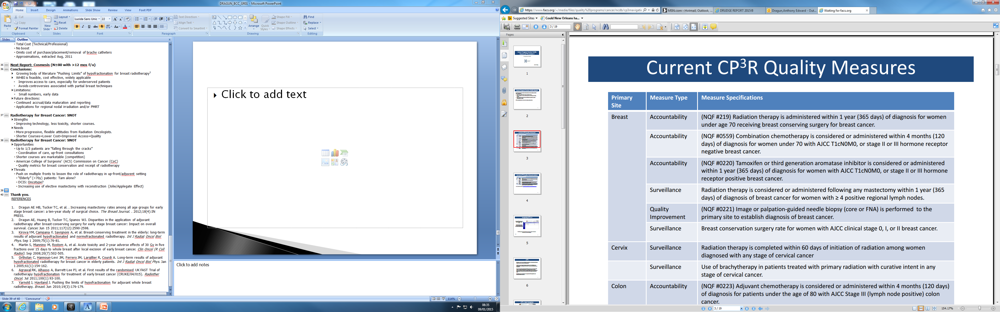 DRAGUN_BCC_GR01 - Microsoft PowerPoint
Home Insert Design Animations Slide Show Review View Foxit PDF
Paste
Cut
Copy
Format Painter
Clipboard
New Slide
Layout
Reset
Delete
Slides
Lucida Sans Unic 22
Font
Paragraph
Text Direction
Align Text
Convert to SmartArt
Arrange
Quick Styles
Shape Fill
Shape Outline
Shape Effects
Drawing
Find
Replace
Select
Editing
Slides Outline
Total Cost (Technical/Professional)
No boost
Omits cost of purchase/placement/removal of brachy catheters
Approximations, extracted Aug, 2011
35 Next Report: Cosmesis (N≅80 with >12 mos f/u)
36 Conclusions:
Growing body of literature "Pushing Limits" of hypofractionation for breast radiotherapy7
WHBI is feasible, cost effective, widely applicable
Improves access to care, especially for underserved patients
Avoids controversies associated with partial breast techniques
Limitations:
Small numbers, early data
Future directions:
Continued accrual/data maturation and reporting
Applications for regional nodal irradiation and/or PMRT
37 Radiotherapy for Breast Cancer: SNOT
Strengths
Improving technology, less toxicity, shorter courses.
Needs
More progressive, flexible attitudes from Radiation Oncologists.
Shorter Courses=Lower Cost=Improved Access=Quality
38 Radiotherapy for Breast Cancer: SNOT
Opportunities
Up to 1/3 patients are "falling through the cracks"
Coordination of care, up-front consultations
Shorter courses are marketable (competition)
American College of Surgeons' (ACS) Commission on Cancer (CoC)
Quality metrics for breast conservation and receipt of radiotherapy
Threats
Push on multiple fronts to lessen the role of radiotherapy in up-front/adjuvent setting
"Elderly" (>70y) patients: Tam alone?
DCIS: Oncotype?
Increasing use of elective mastectomy with reconstruction (Jolie/Applegate Effect)
39
40 Thank you.
REFERENCES
1. Dragun AE HB, Tucker TC, et al. . Increasing mastectomy rates among all age groups for early
stage breast cancer: a ten-year study of surgical choice. The Breast Journal. . 2012;18(4):IN
PRESS.
2. Dragun AE, Huang B, Tucker TC, Spanos WJ. Disparities in the application of adjuvant
radiotherapy after breast-conserving surgery for early stage breast cancer: Impact on overall
survival. Cancer. Jun 15 2011;117(12):2590-2598.
3. Kirova YM, Campana F, Savignoni A, et al. Breast-conserving treatment in the elderly: long-term
results of adjuvant hypofractionated and normofractionated radiotherapy. Int J Radiat Oncol Biol
Phys. Sep 1 2009;75(1):76-81.
4. Martin S, Mannino M, Rostom A, et al. Acute toxicity and 2-year adverse effects of 30 Gy in five
fractions over 15 days to whole breast after local excision of early breast cancer. Clin Oncol (R Coll
Radiol). Sep 2008;20(7):502-505.
5. Ortholan C, Hannoun-Levi JM, Ferrero JM, Largillier R, Courdi A. Long-term results of adjuvant
hypofractionated radiotherapy for breast cancer in elderly patients. Int J Radiat Oncol Biol Phys. Jan
1 2005;61(1):154-162.
6. Agrawal RK, Alhasso A, Barrett-Lee PJ, et al. First results of the randomised UK FAST Trial of
radiotherapy hypofractionation for treatment of early breast cancer (CRUKE/04/015). Radiother
Oncol. Jul 2011;100(1):93-100.
7. Yarnold J, Haviland J. Pushing the limits of hypofractionation for adjuvant whole breast
radiotherapy. Breast. Jun 2010;19(3):176-179.
Click to add text
Click to add notes
Slide 39 of 40 "Concourse" 114%
08:35
09/01/2015
https://www.facs.org/~/media/files/quality%20programs/cancer/ncdb/cp3rnavigati
MSN.com - Hotmail, Outlook, ... DRUDGE REPORT 2015® Dragun,Anthony Edward - Out... Waiting for facs.org
Suggested Sites Could New Orleans ha...
3 / 19
Pages
1
2
3
4
5
6
Current CP3R Quality Measures
Primary Site Measure Type Measure Specifications
Breast Accountability (NQF #219) Radiation therapy is administered within 1 year (365 days) of diagnosis for women
under age 70 receiving breast conserving surgery for breast cancer.
Accountability (NQF #0559) Combination chemotherapy is considered or administered within 4 months (120
days) of diagnosis for women under 70 with AJCC T1cN0M0, or stage II or III hormone receptor
negative breast cancer.
Accountability (NQF #0220) Tamoxifen or third generation aromatase inhibitor is considered or administered
within 1 year (365 days) of diagnosis for women with AJCC T1cN0M0, or stage II or III hormone
receptor positive breast cancer.
Surveillance Radiation therapy is considered or administered following any mastectomy within 1 year (365
days) of diagnosis of breast cancer for women with ≥ 4 positive regional lymph nodes.
Quality Improvement (NQF #0221) Image or palpation-guided needle biopsy (core or FNA) is performed to the
primary site to establish diagnosis of breast cancer.
Surveillance Breast conservation surgery rate for women with AJCC clinical stage 0, I, or II breast cancer.
Cervix Surveillance Radiation therapy is completed within 60 days of initiation of radiation among women
diagnosed with any stage of cervical cancer
Surveillance Use of brachytherapy in patients treated with primary radiation with curative intent in any
stage of cervical cancer.
Colon Accountability (NQF #0223) Adjuvant chemotherapy is considered or administered within 4 months (120 days)
of diagnosis for patients under the age of 80 with AJCC Stage III (lymph node positive) colon
cancer.
3 / 19
154.17%